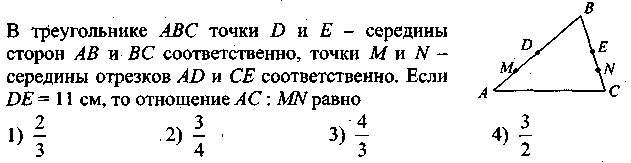 В треугольнике ABC точки D и E – середины
сторон AB и BC соответственно, точки M и N –
середины отрезков AD и CE соответственно. Если
DE = 11 см, то отношение AC : MN равно
1) 2/3 2) 3/4 3) 4/3 4) 3/2
B
D
E
M
N
A
C